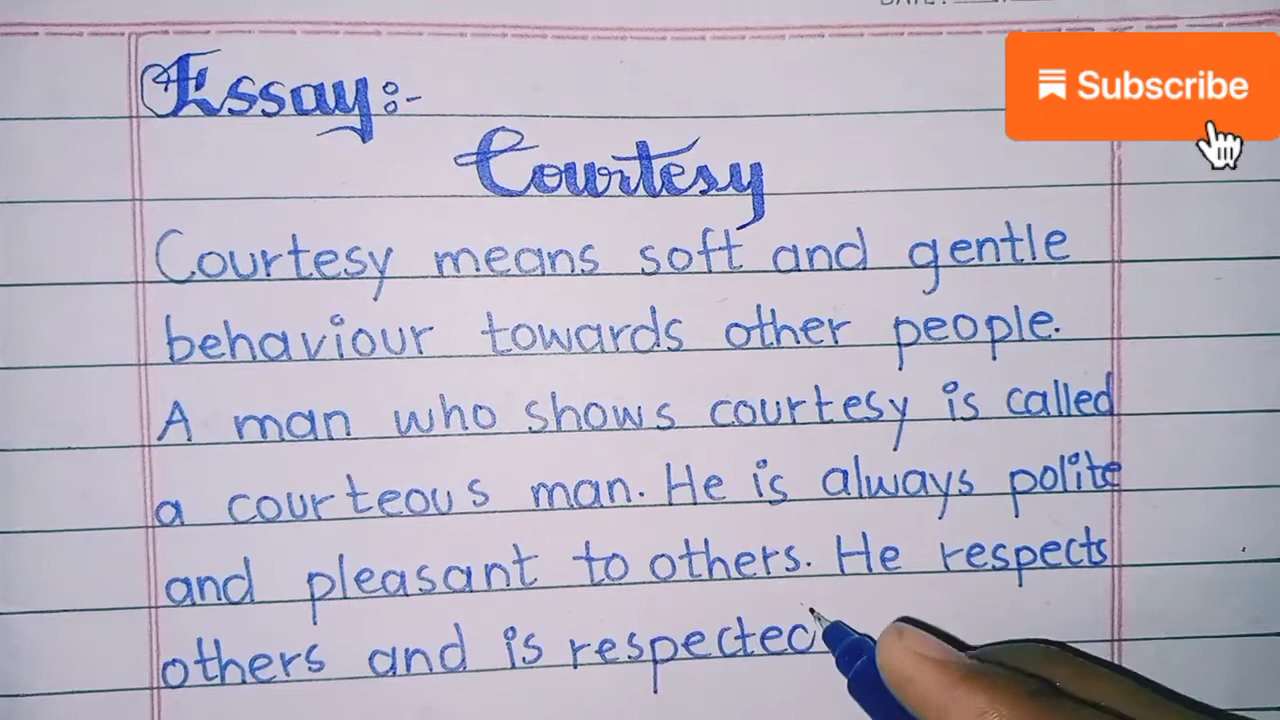 Essay:-
Subscribe
Courtesy
Courtesy means soft and gentle
behaviour towards other people.
A man who shows courtesy is called
a courteous man. He is always polite
and pleasant to others. He respects
others and is respectec